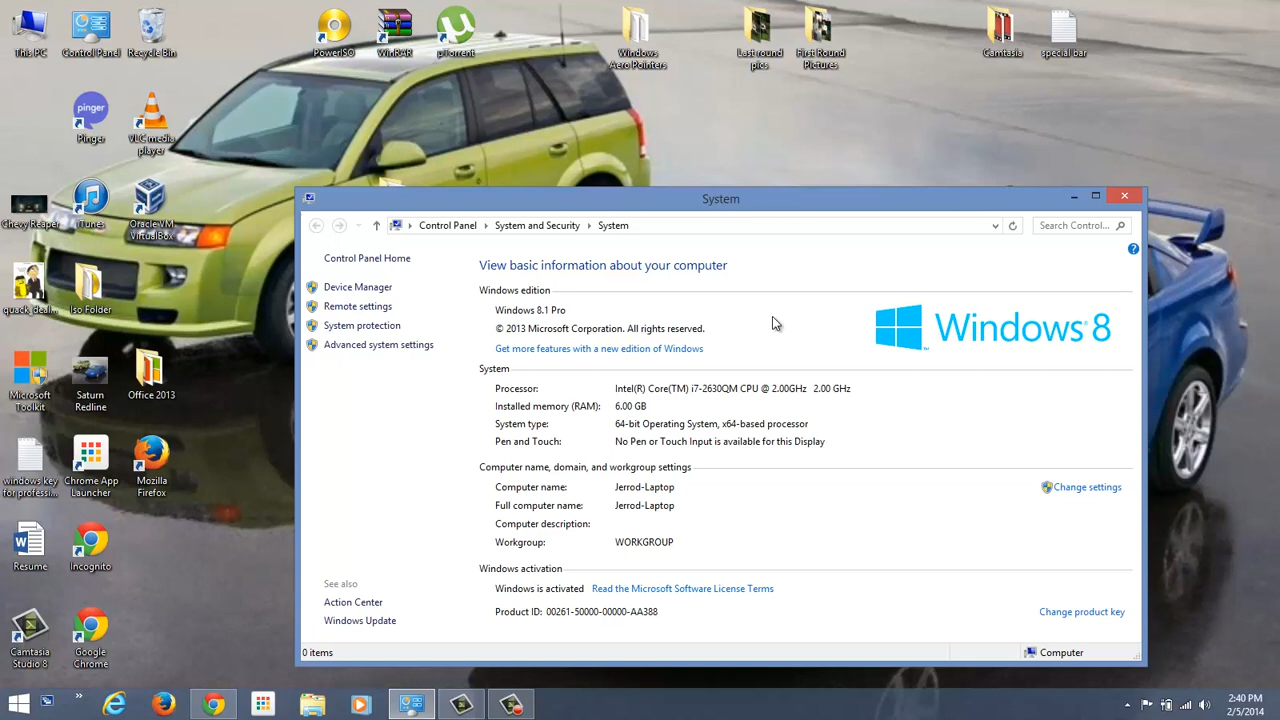 This PC
Control Panel
Recycle Bin
PowerISO
WinRAR
µTorrent
Windows
Aero Pointers
Last round
pics
First Round
Pictures
Camtasia
special bar
pinger
Pinger
VLC media
player
Chevy Reaper
iTunes
Oracle VM
VirtualBox
quack_deal...
Iso Folder
Microsoft
Toolkit
Saturn
Redline
Office 2013
windows key
for professi...
Chrome App
Launcher
Mozilla
Firefox
Resume
Incognito
Camtasia
Studio 8
Google
Chrome
System
Control Panel
System and Security
System
Search Control...
Control Panel Home
Device Manager
Remote settings
System protection
Advanced system settings
See also
Action Center
Windows Update
View basic information about your computer
Windows edition
Windows 8.1 Pro
© 2013 Microsoft Corporation. All rights reserved.
Get more features with a new edition of Windows
Windows® 8
System
Processor: Intel(R) Core(TM) i7-2630QM CPU @ 2.00GHz 2.00 GHz
Installed memory (RAM): 6.00 GB
System type: 64-bit Operating System, x64-based processor
Pen and Touch: No Pen or Touch Input is available for this Display
Computer name, domain, and workgroup settings
Computer name: Jerrod-Laptop
Change settings
Full computer name: Jerrod-Laptop
Computer description:
Workgroup: WORKGROUP
Windows activation
Windows is activated Read the Microsoft Software License Terms
Product ID: 00261-50000-00000-AA388
Change product key
0 items
Computer
2:40 PM
2/5/2014